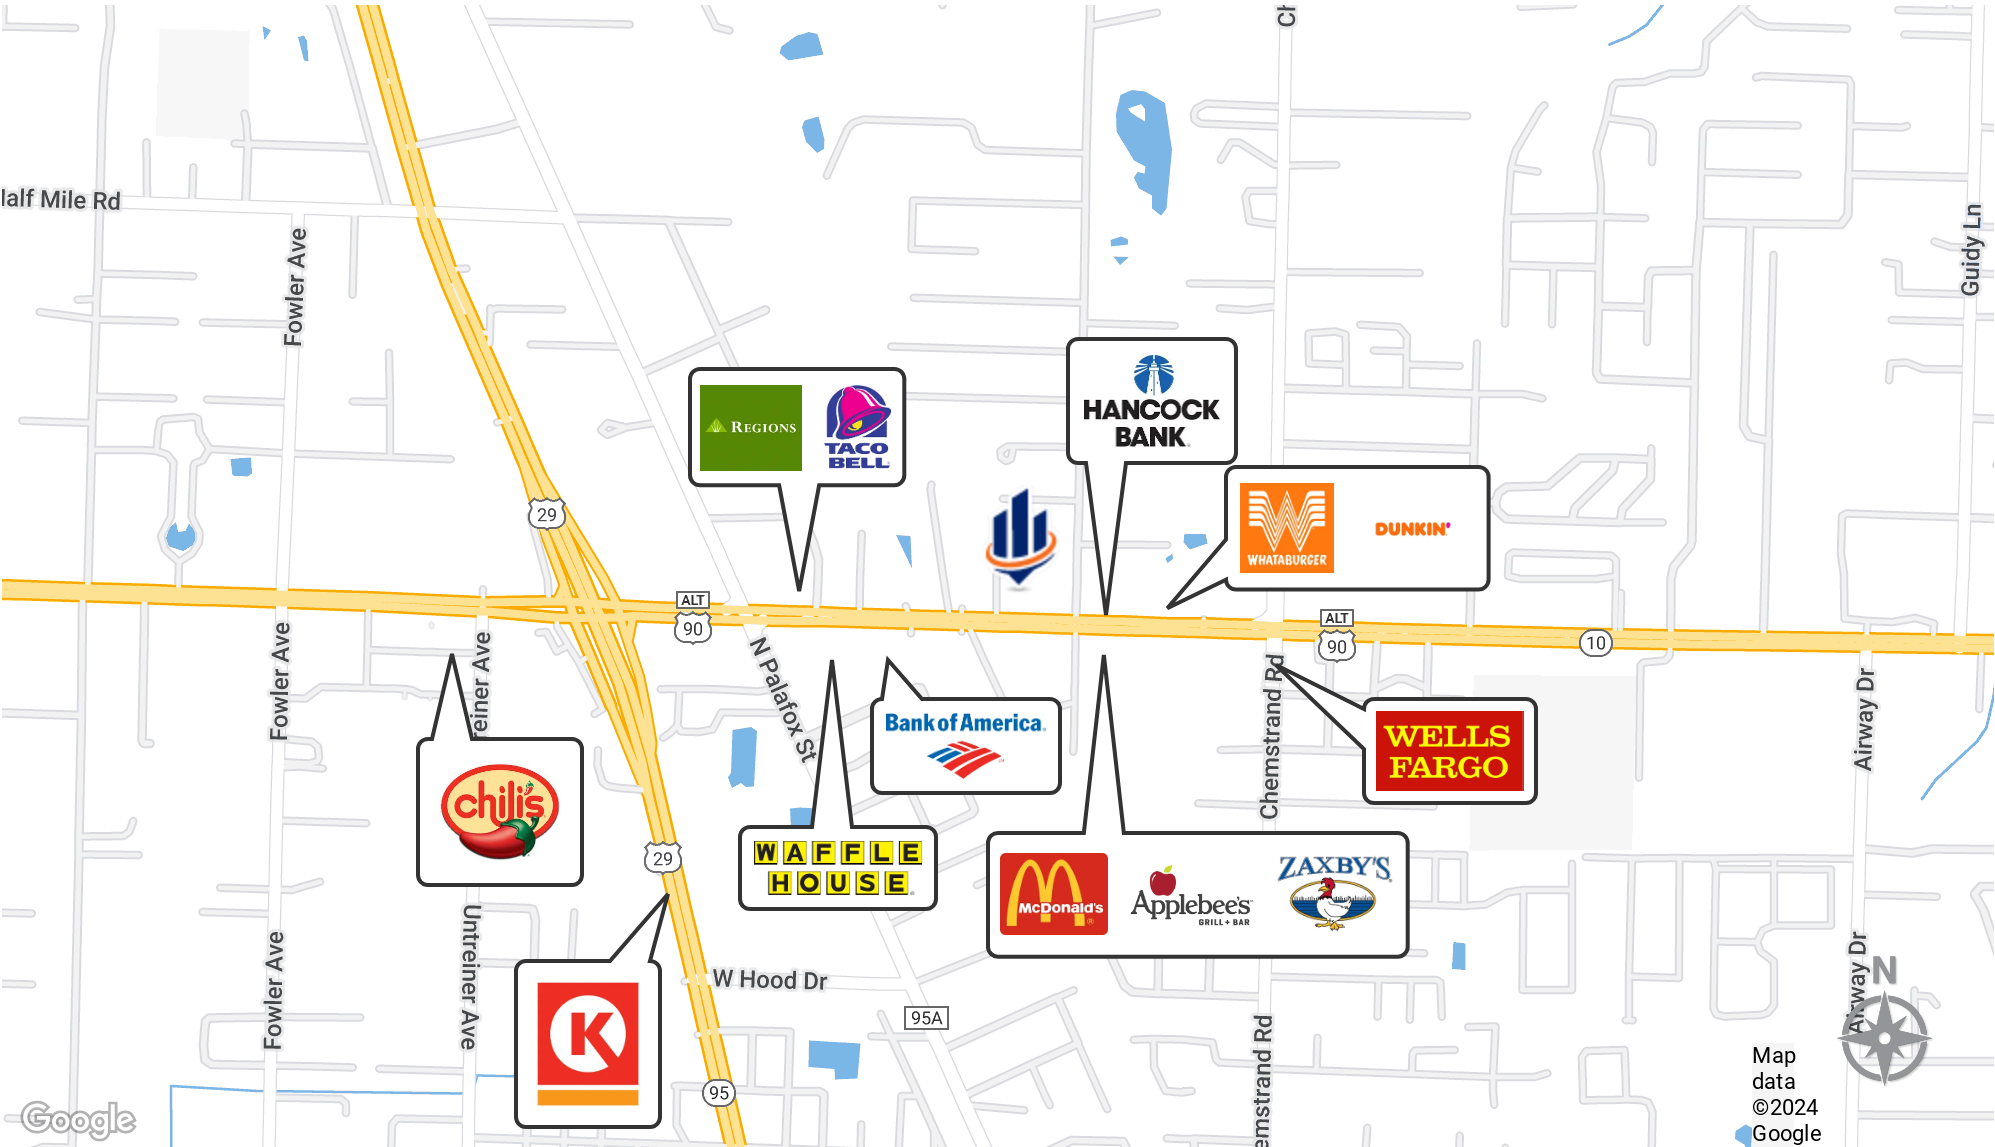 Ch
Half Mile Rd
Fowler Ave
Guidy Ln
REGIONS
TACO
BELL
HANCOCK
BANK
WHATABURGER
DUNKIN'
29
ALT
90
ALT
90
10
N Palafox St
Fowler Ave
Untreiner Ave
Chemstrand Rd
Airway Dr
Bank of America
WELLS
FARGO
chili's
29
WAFFLE
HOUSE
McDonald's
Applebee's
GRILL + BAR
ZAXBY'S
Fowler Ave
Untreiner Ave
W Hood Dr
95A
Chemstrand Rd
Airway Dr
N
K
95
Google
Map
data
©2024
Google